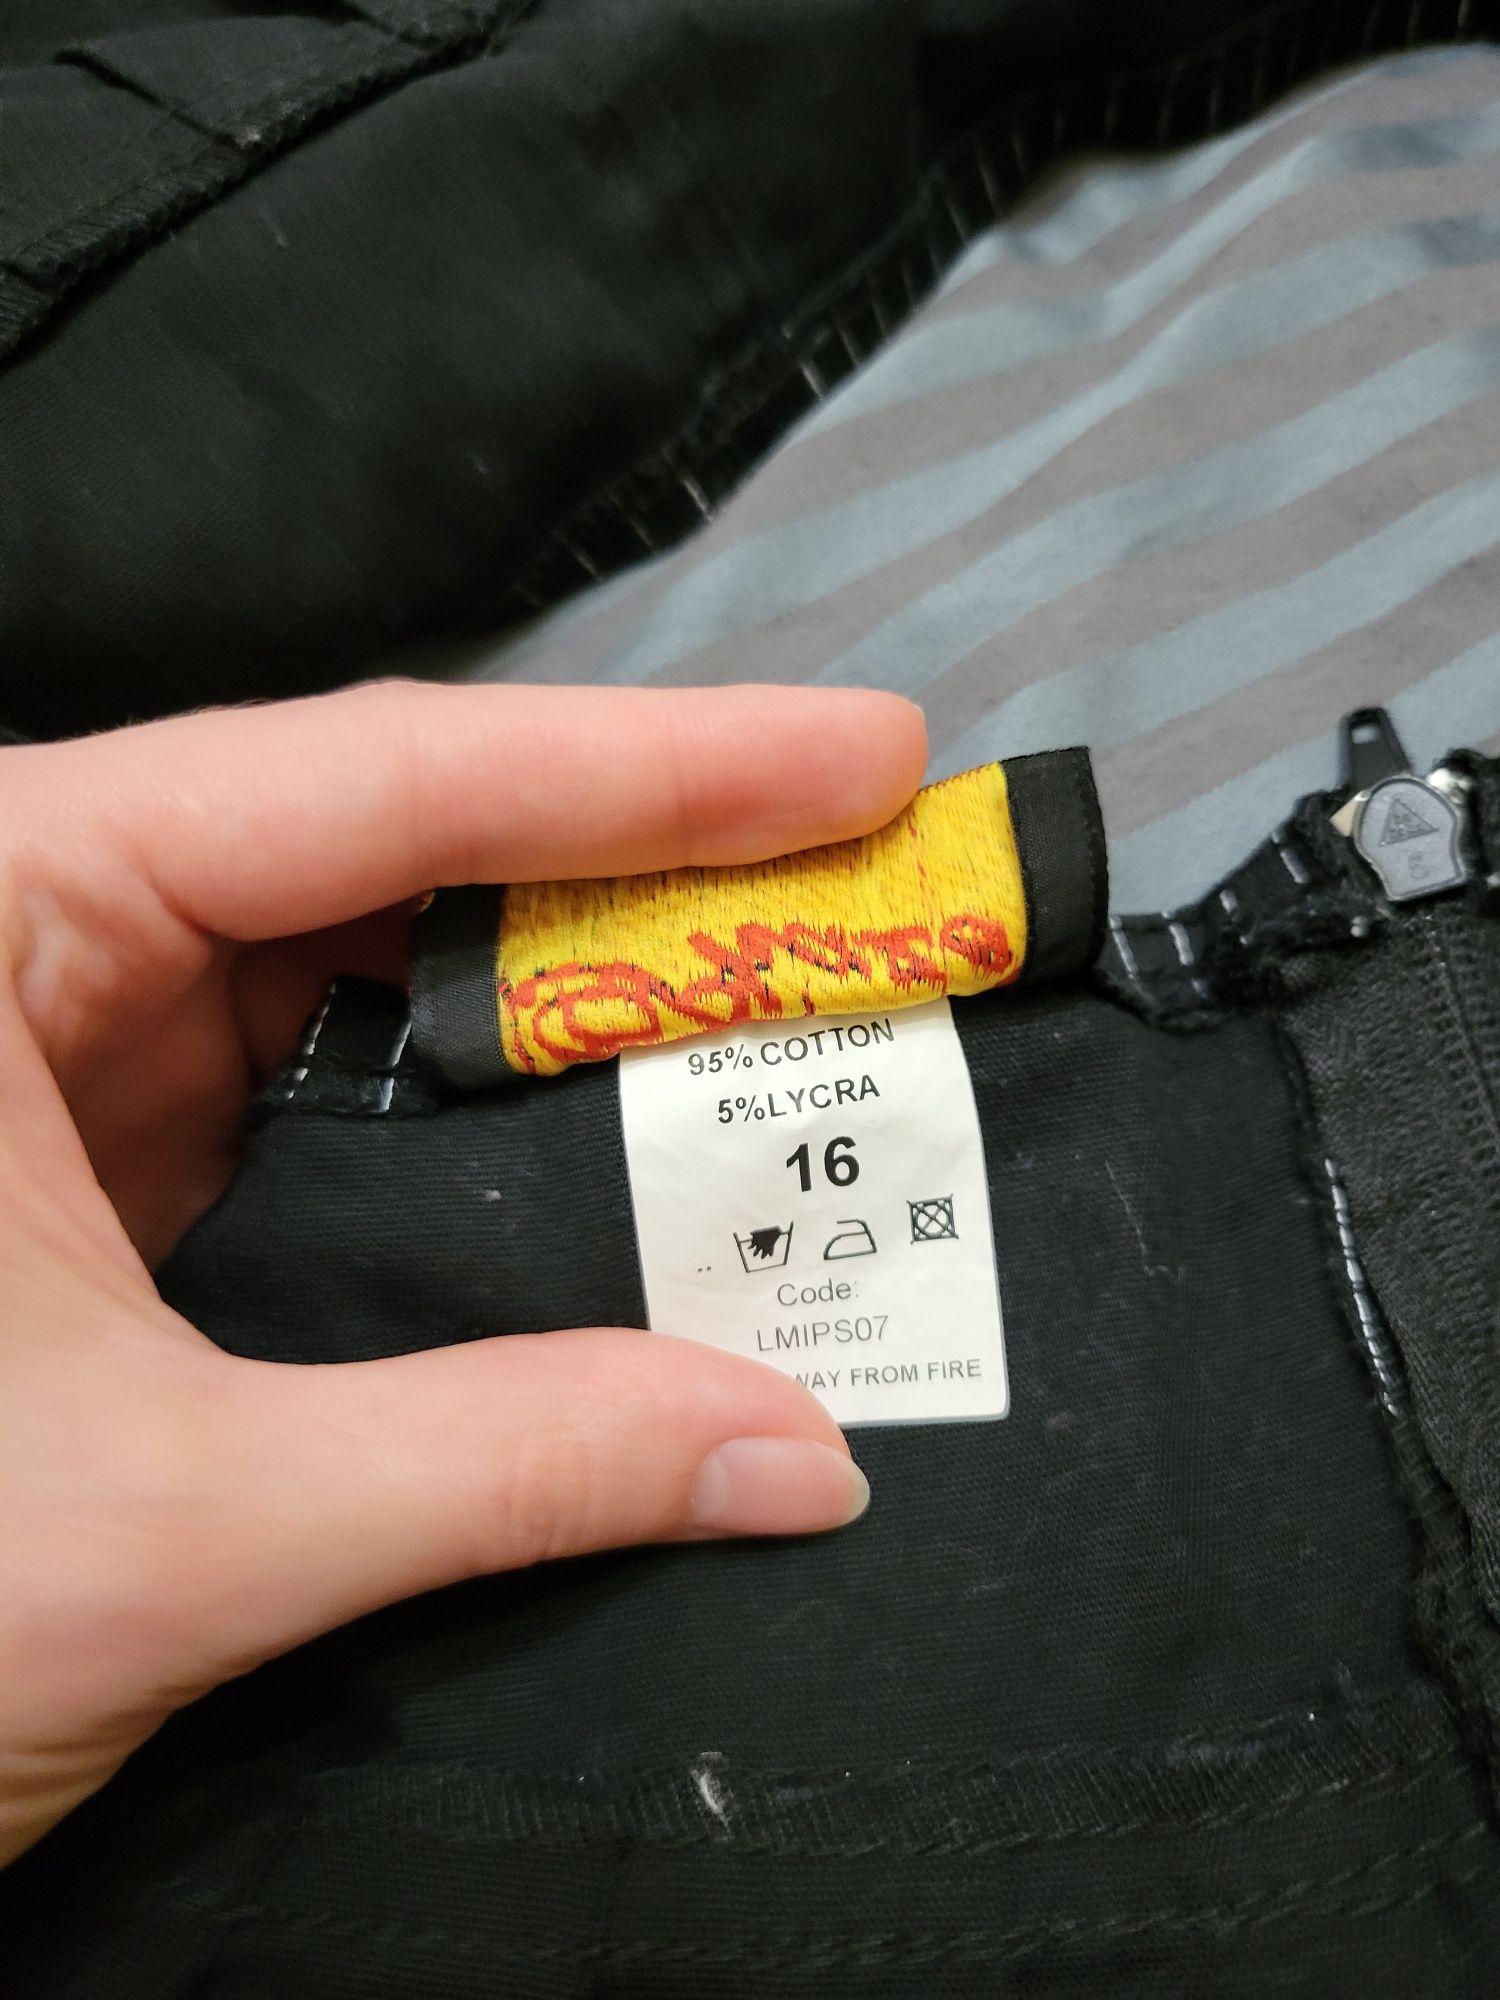 95% COTTON
5%LYCRA
16
Code:
LMIPS07
WAY FROM FIRE